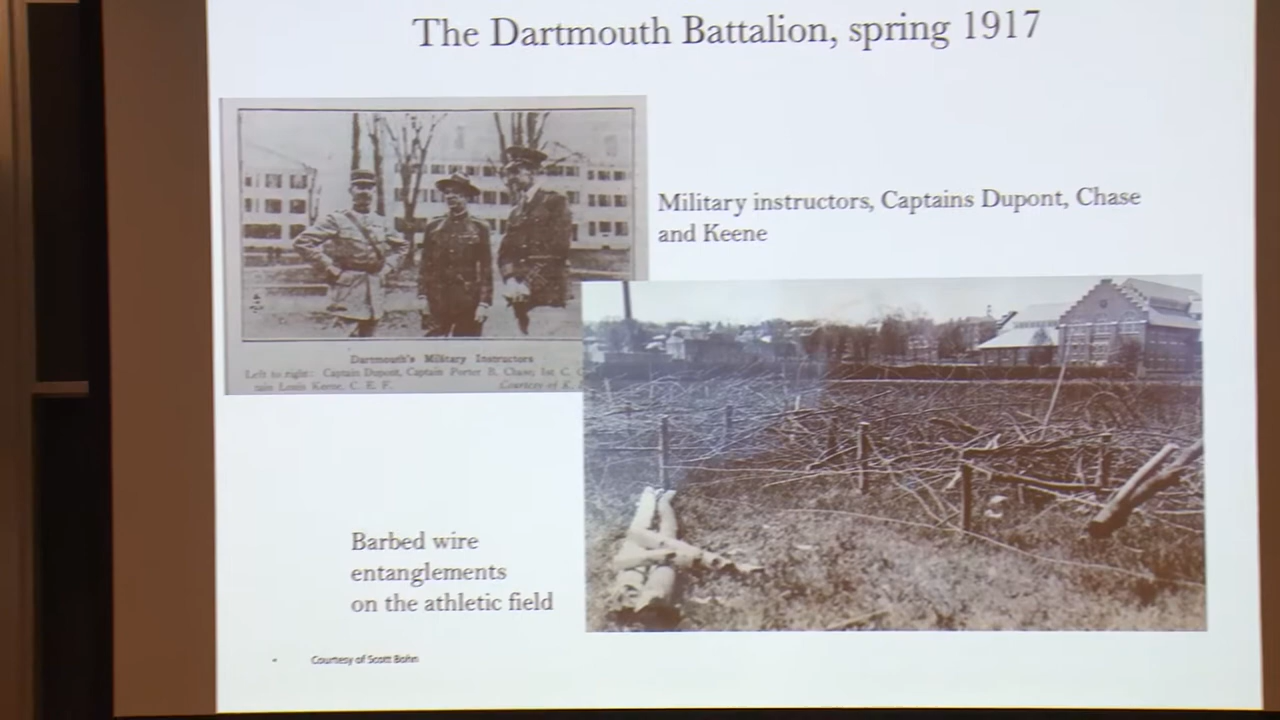 The Dartmouth Battalion, spring 1917
Military instructors, Captains Dupont, Chase
and Keene
Dartmouth's Military Instructors
Left to right: Captain Dupont, Captain Porter B. Chase, 1st C.
tain Louis Keene, C. E. F.
Courtesy of K.
Barbed wire
entanglements
on the athletic field
• Courtesy of Scott Bohn